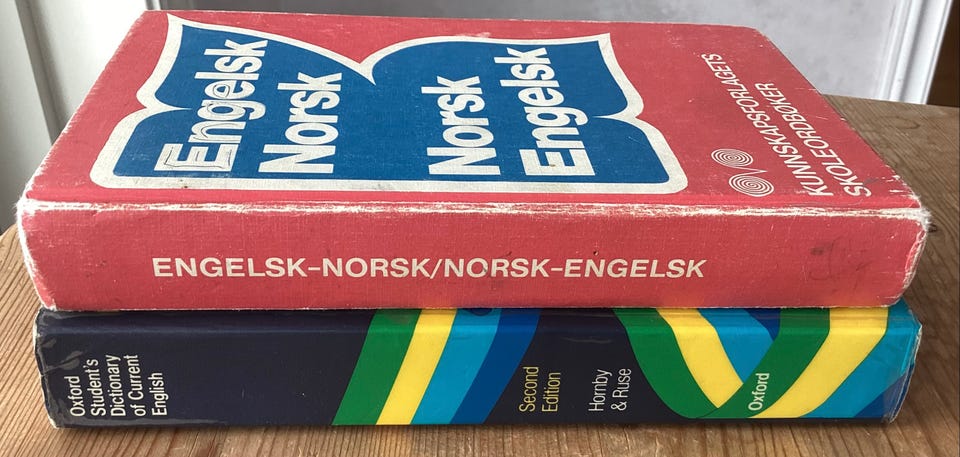 Engelsk
Norsk
Norsk
Engelsk
KUNNSKAPSFORLAGETS
SKOLEORDBØKER
ENGELSK–NORSK/NORSK–ENGELSK
Oxford
Student's
Dictionary
of Current
English
Second
Edition
Hornby
& Ruse
Oxford